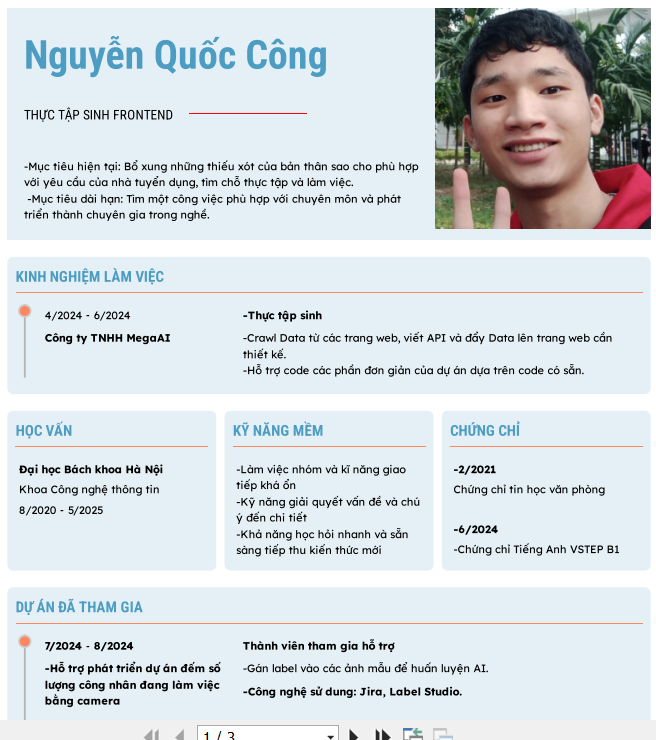 Nguyễn Quốc Công
THỰC TẬP SINH FRONTEND
-Mục tiêu hiện tại: Bổ xung những thiếu xót của bản thân sao cho phù hợp
với yêu cầu của nhà tuyển dụng, tìm chỗ thực tập và làm việc.
-Mục tiêu dài hạn: Tìm một công việc phù hợp với chuyên môn và phát
triển thành chuyên gia trong nghề.
KINH NGHIỆM LÀM VIỆC
4/2024 - 6/2024
Công ty TNHH MegaAI
-Thực tập sinh
-Crawl Data từ các trang web, viết API và đẩy Data lên trang web cần
thiết kế.
-Hỗ trợ code các phần đơn giản của dự án dựa trên code có sẵn.
HỌC VẤN
Đại học Bách khoa Hà Nội
Khoa Công nghệ thông tin
8/2020 - 5/2025
KỸ NĂNG MỀM
-Làm việc nhóm và kĩ năng giao
tiếp khá ổn
-Kỹ năng giải quyết vấn đề và chú
ý đến chi tiết
-Khả năng học hỏi nhanh và sẵn
sàng tiếp thu kiến thức mới
CHỨNG CHỈ
-2/2021
Chứng chỉ tin học văn phòng
-6/2024
-Chứng chỉ Tiếng Anh VSTEP B1
DỰ ÁN ĐÃ THAM GIA
7/2024 - 8/2024
-Hỗ trợ phát triển dự án đếm số
lượng công nhân đang làm việc
bằng camera
Thành viên tham gia hỗ trợ
-Gán label vào các ảnh mẫu để huấn luyện AI.
-Công nghệ sử dung: Jira, Label Studio.
1 / 3